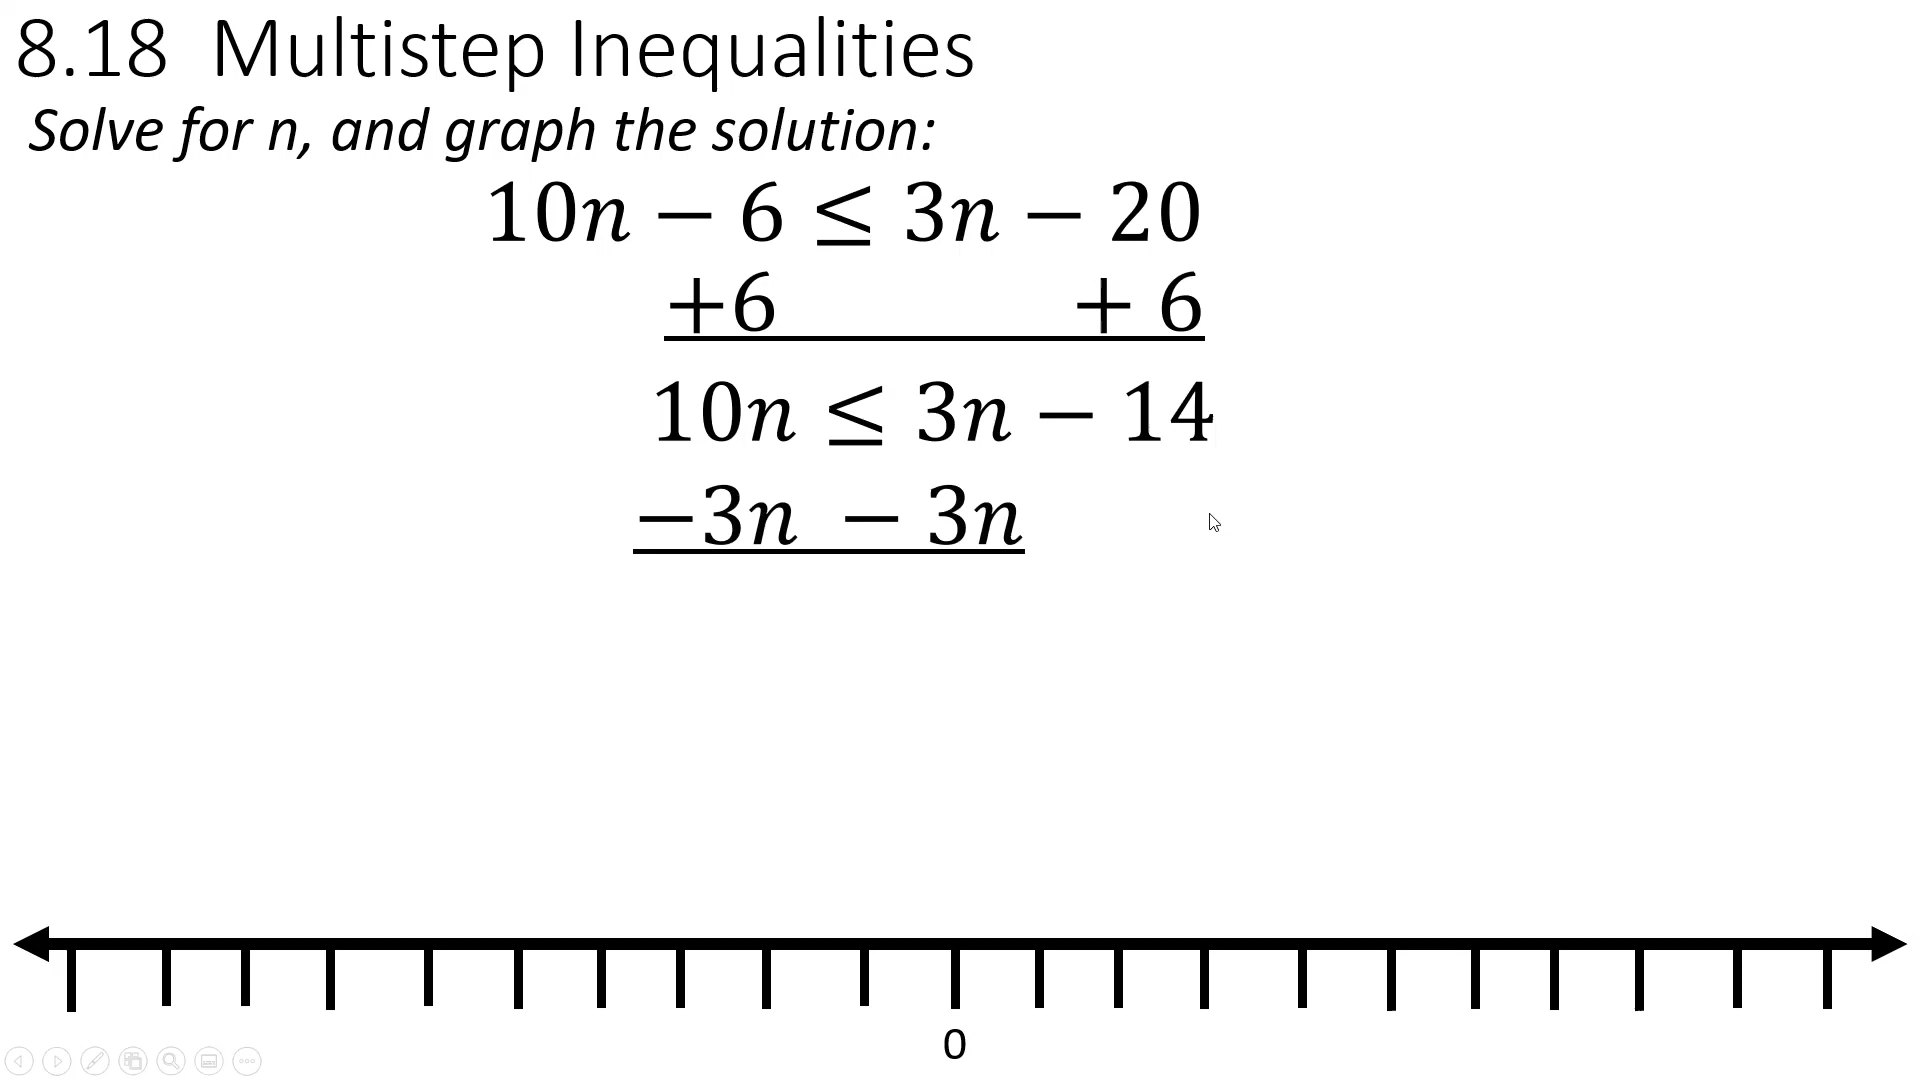 8.18 Multistep Inequalities
Solve for n, and graph the solution:
10n − 6 ≤ 3n − 20
+6 + 6
10n ≤ 3n − 14
−3n − 3n
0